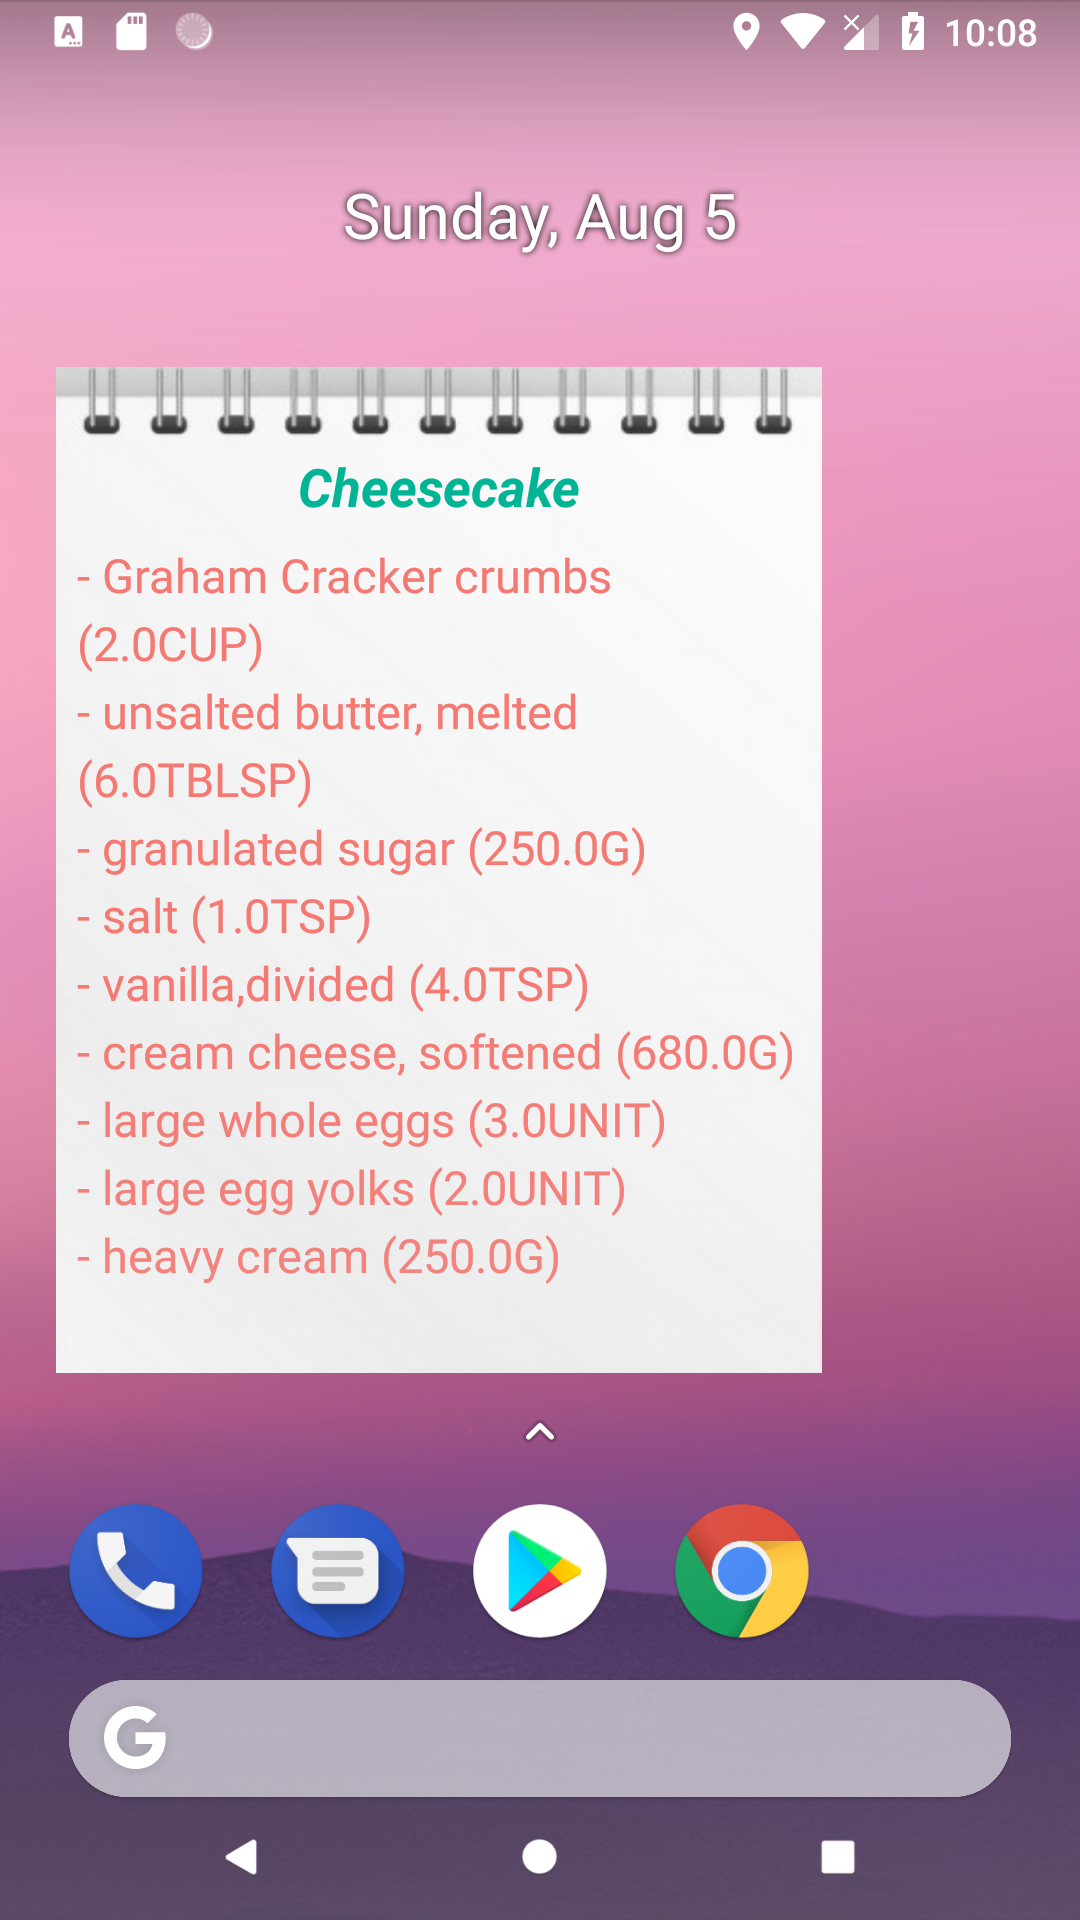 10:08
Sunday, Aug 5
Cheesecake
- Graham Cracker crumbs
(2.0CUP)
- unsalted butter, melted
(6.0TBLSP)
- granulated sugar (250.0G)
- salt (1.0TSP)
- vanilla,divided (4.0TSP)
- cream cheese, softened (680.0G)
- large whole eggs (3.0UNIT)
- large egg yolks (2.0UNIT)
- heavy cream (250.0G)